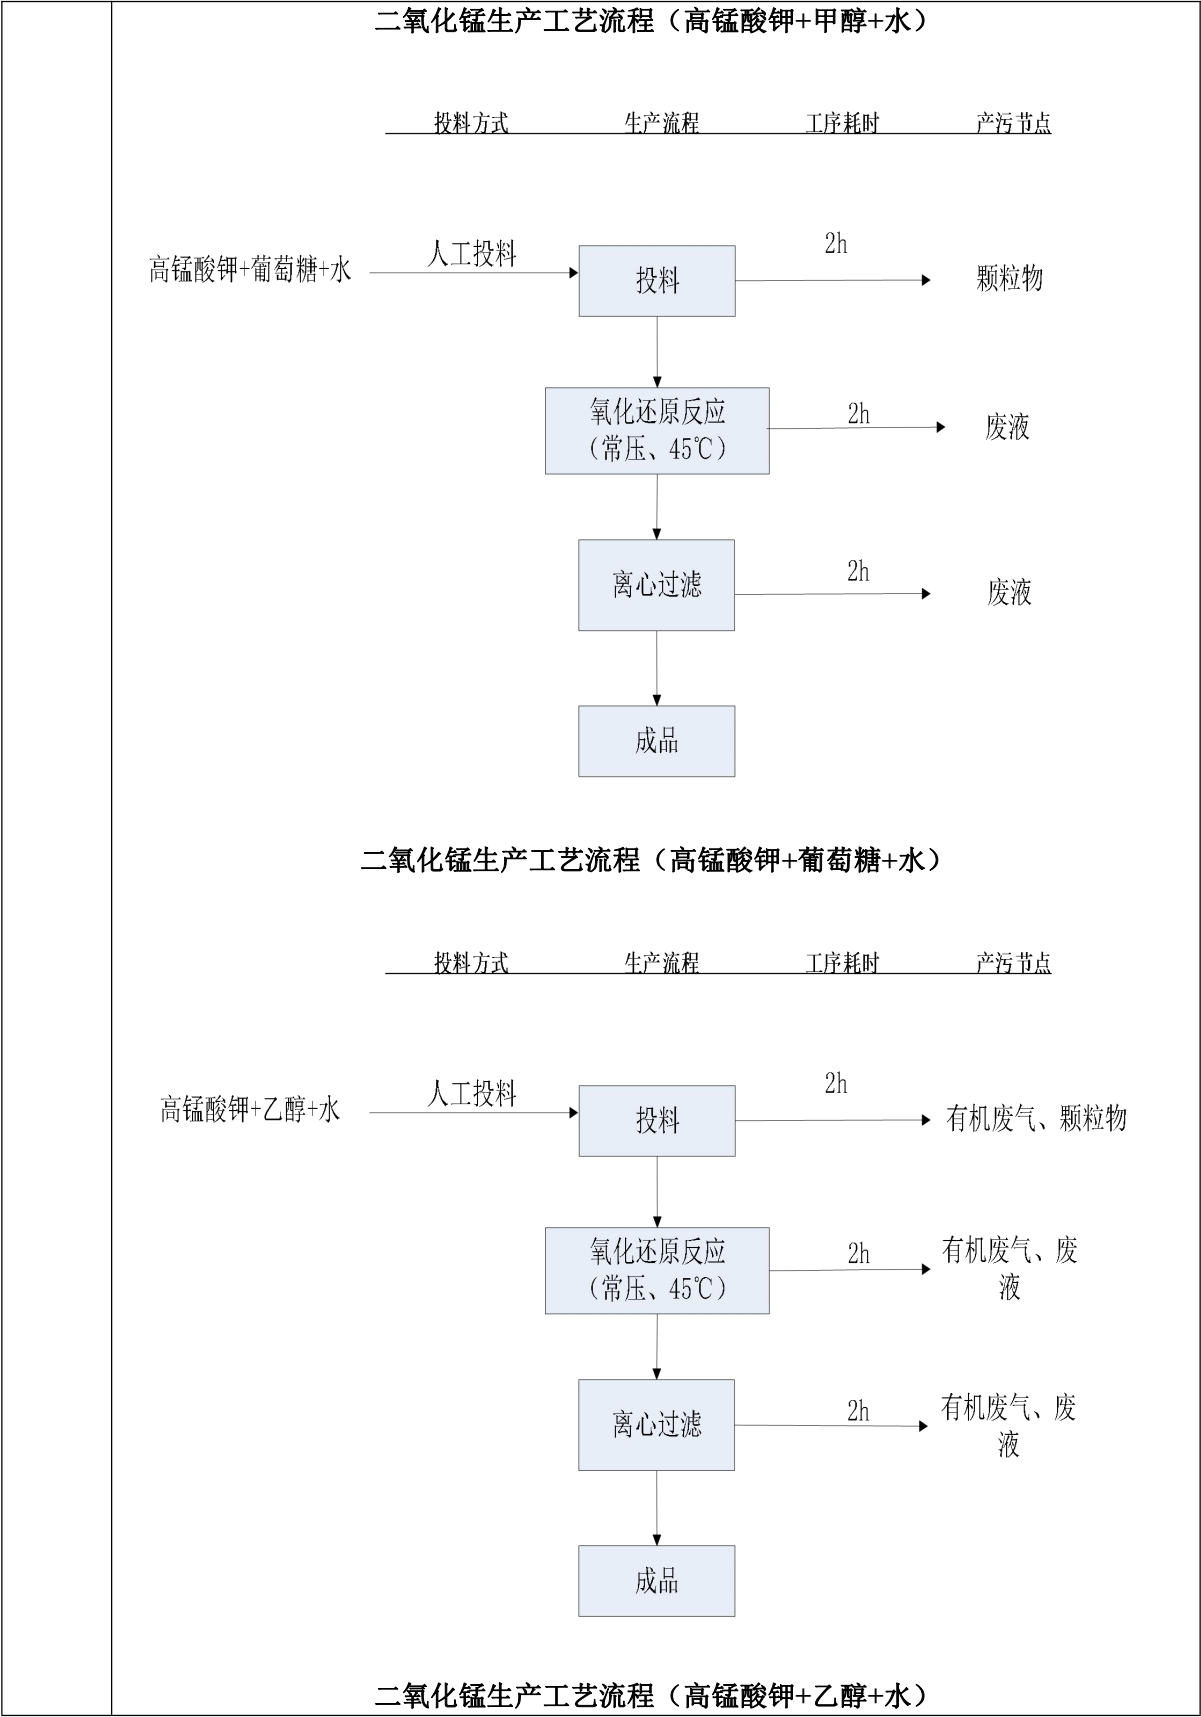 二氧化锰生产工艺流程（高锰酸钾+甲醇+水）
投料方式 生产流程 工序耗时 产污节点
高锰酸钾+葡萄糖+水 人工投料 投料 2h 颗粒物
氧化还原反应
（常压、45℃） 2h 废液
离心过滤 2h 废液
成品
二氧化锰生产工艺流程（高锰酸钾+葡萄糖+水）
投料方式 生产流程 工序耗时 产污节点
高锰酸钾+乙醇+水 人工投料 投料 2h 有机废气、颗粒物
氧化还原反应
（常压、45℃） 2h 有机废气、废
液
离心过滤 2h 有机废气、废
液
成品
二氧化锰生产工艺流程（高锰酸钾+乙醇+水）